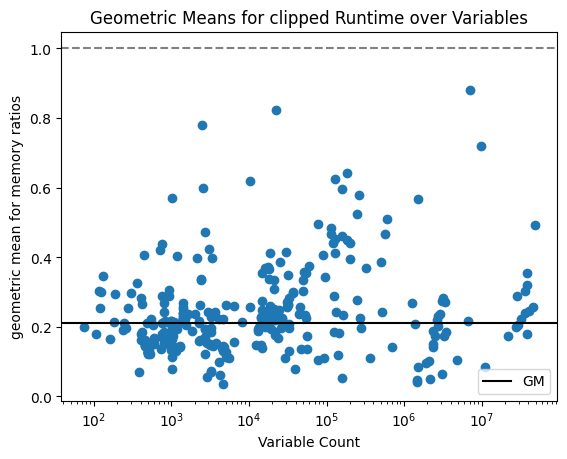 Geometric Means for clipped Runtime over Variables
geometric mean for memory ratios
1.0
0.8
0.6
0.4
0.2
0.0
GM
10² 10³ 10⁴ 10⁵ 10⁶ 10⁷
Variable Count